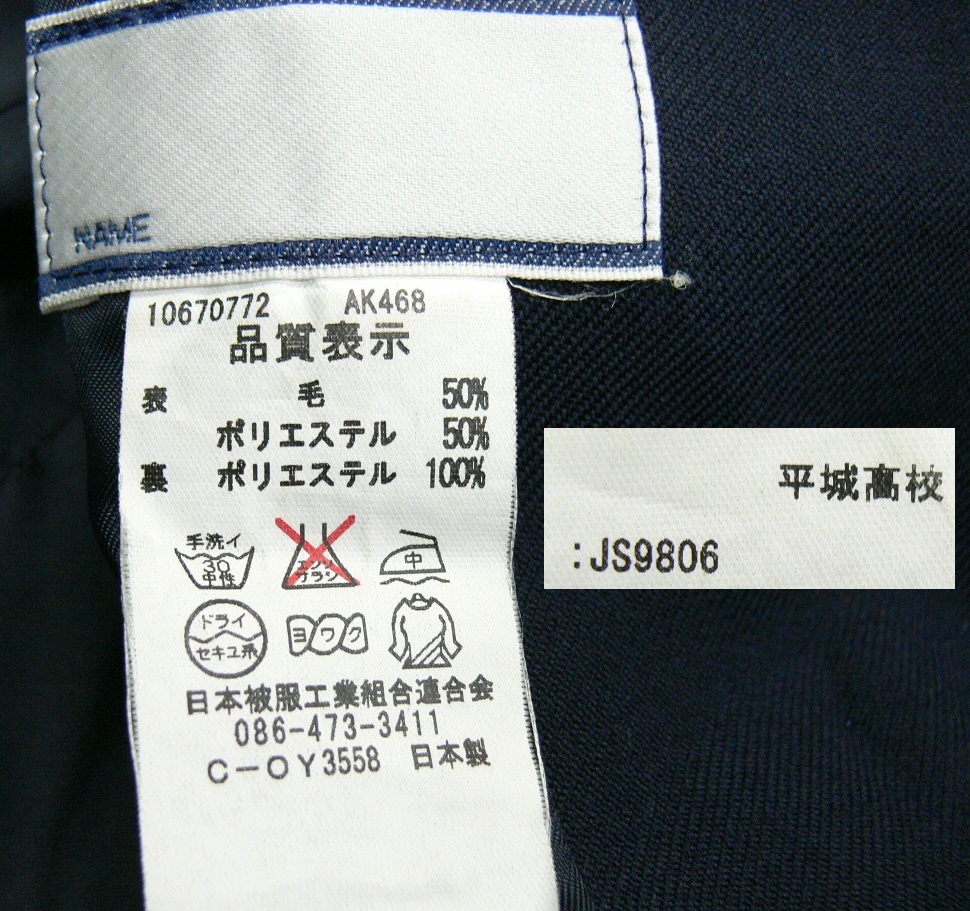 NAME
10670772 AK468
品質表示
表 毛 50%
ポリエステル 50%
裏 ポリエステル 100%
手洗イ
30
中性
エンソ
サラシ
中
ドライ
セキユ系
ヨワク
日本被服工業組合連合会
086-473-3411
C-OY3558 日本製
平城高校
:JS9806